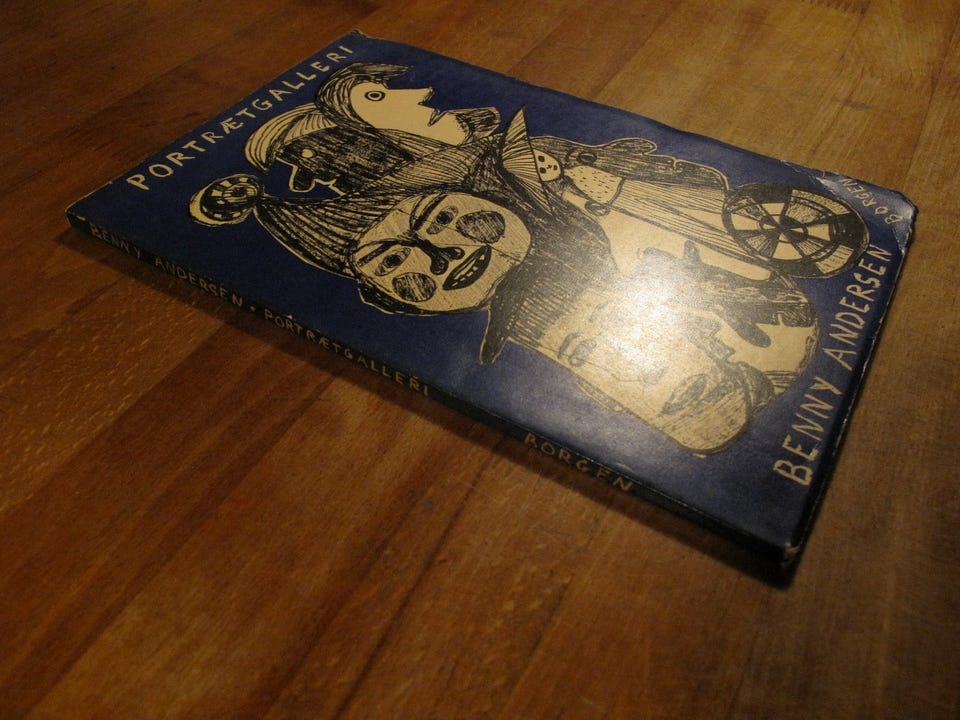 PORTRÆTGALLERI
BORGEN
BENNY ANDERSEN
BENNY ANDERSEN • PORTRÆTGALLERI
BORGEN